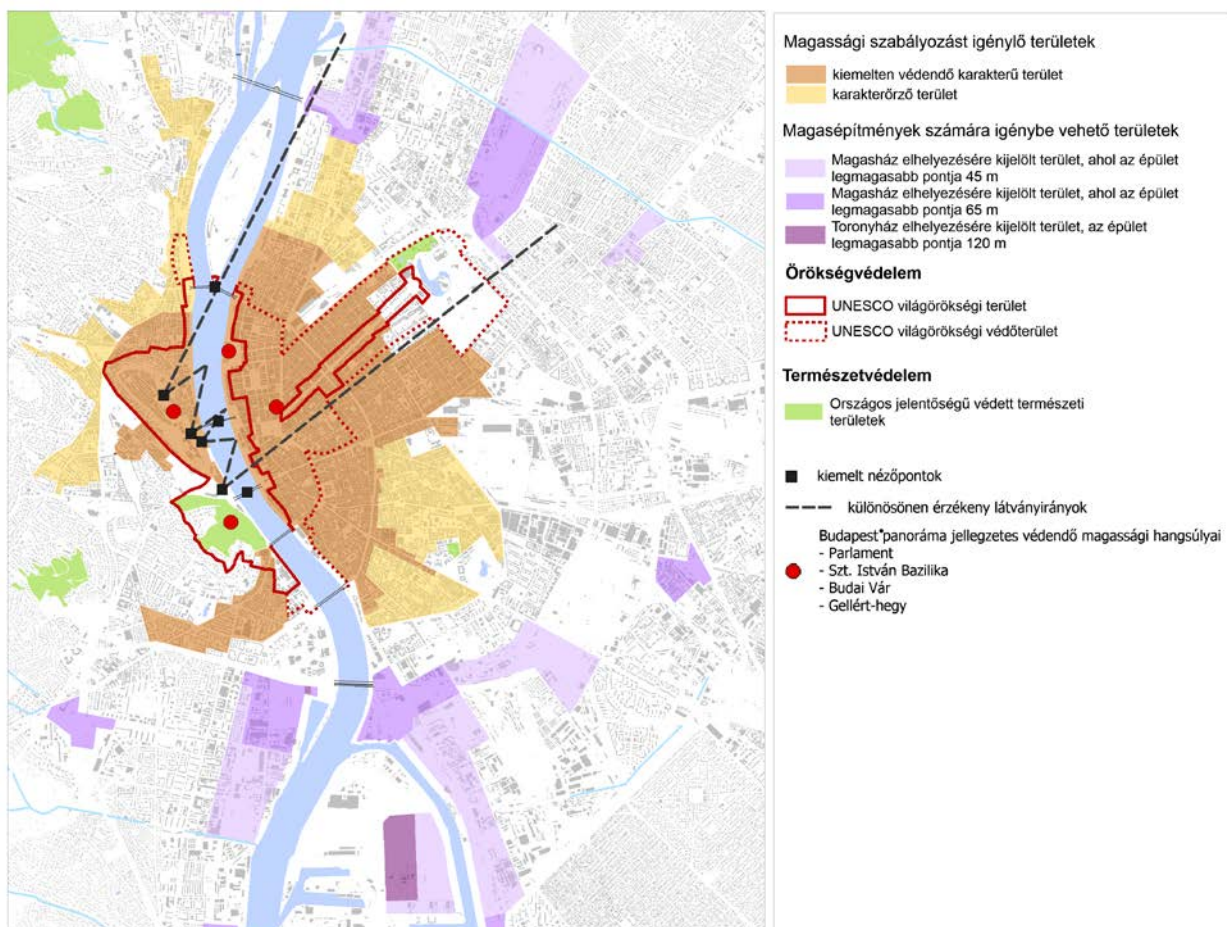 Magassági szabályozást igénylő területek
kiemelten védendő karakterű terület
karakterőrző terület
Magasépítmények számára igénybe vehető területek
Magasház elhelyezésére kijelölt terület, ahol az épület
legmagasabb pontja 45 m
Magasház elhelyezésére kijelölt terület, ahol az épület
legmagasabb pontja 65 m
Toronyház elhelyezésére kijelölt terület, az épület
legmagasabb pontja 120 m
Örökségvédelem
UNESCO világörökségi terület
UNESCO világörökségi védőterület
Természetvédelem
Országos jelentőségű védett természeti
területek
kiemelt nézőpontok
különösönen érzékeny látványirányok
Budapest panoráma jellegzetes védendő magassági hangsúlyai
- Parlament
- Szt. István Bazilika
- Budai Vár
- Gellért-hegy